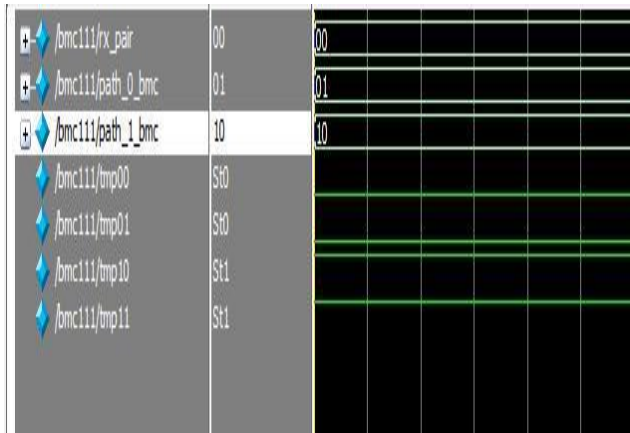 /bmc111/rx_pair 00 00
/bmc111/path_0_bmc 01 01
/bmc111/path_1_bmc 10 10
/bmc111/tmp00 St0
/bmc111/tmp01 St0
/bmc111/tmp10 St1
/bmc111/tmp11 St1